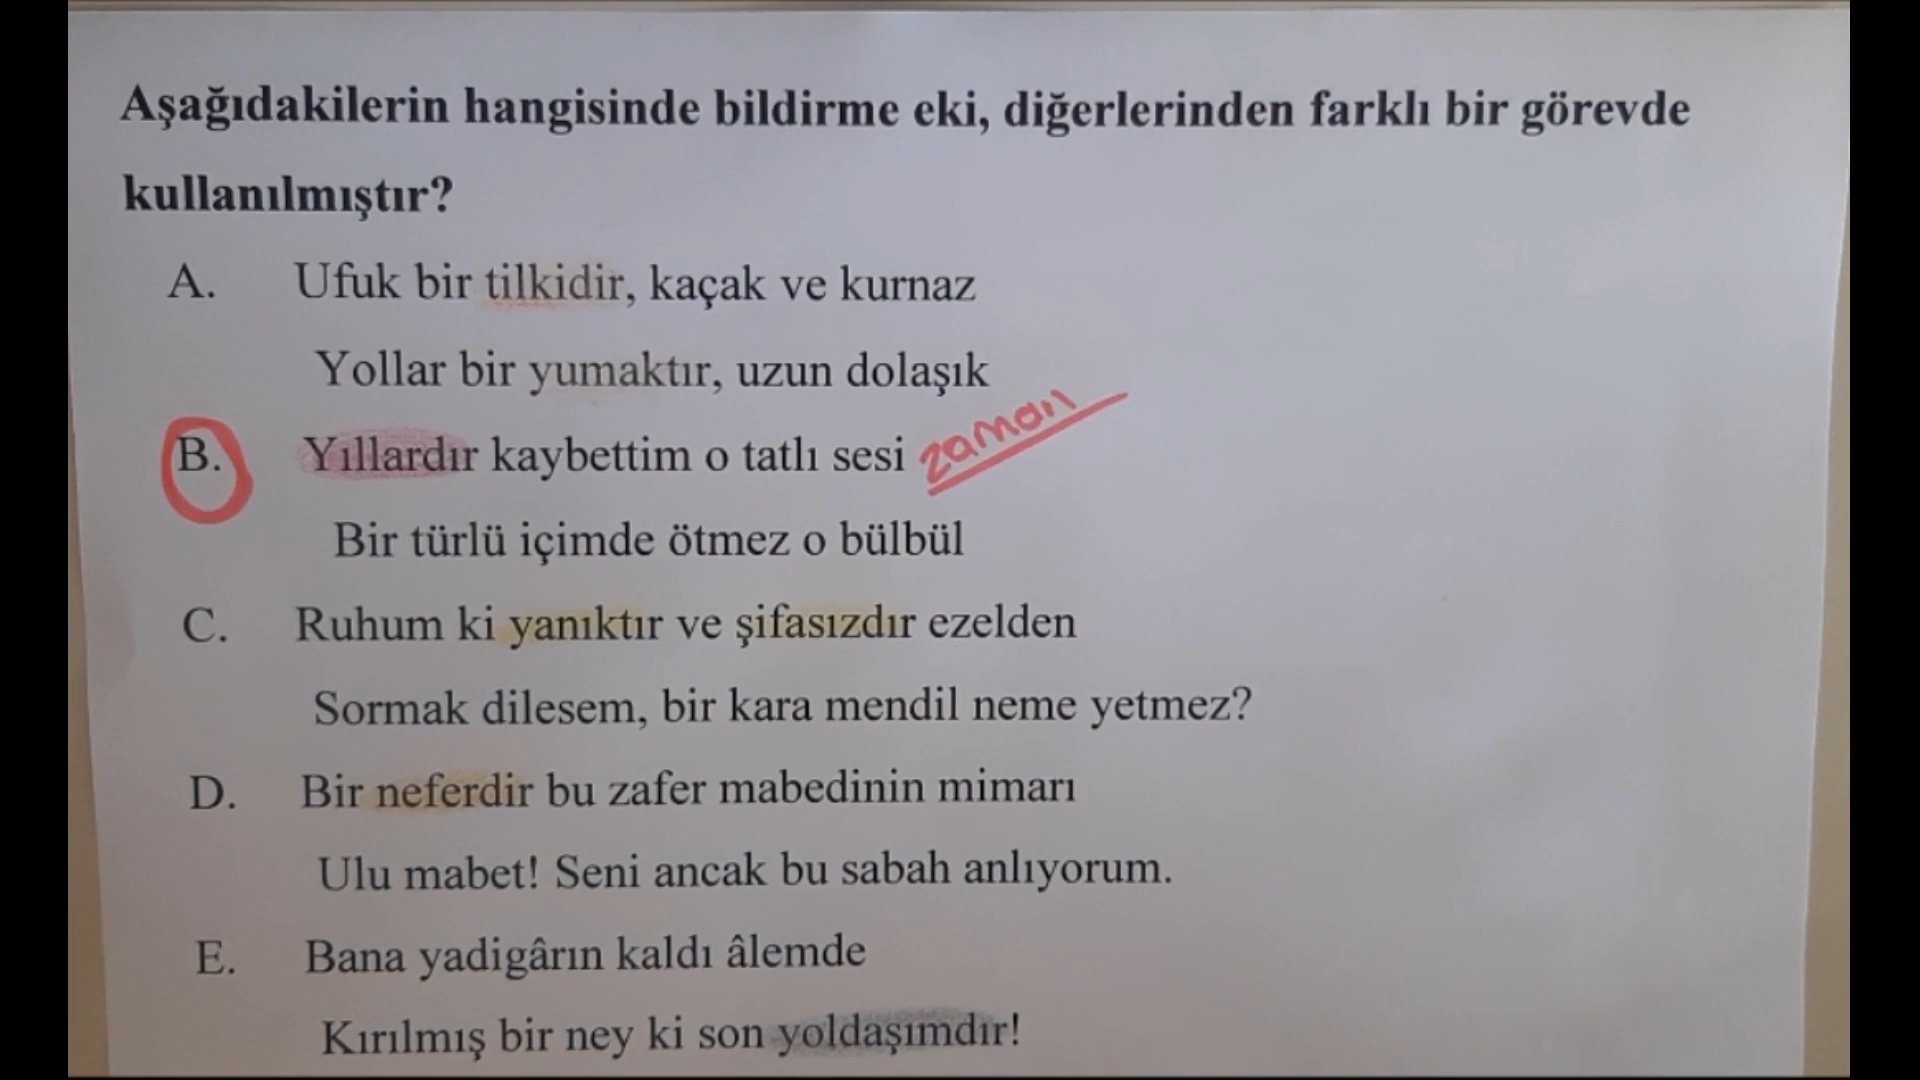 Aşağıdakilerin hangisinde bildirme eki, diğerlerinden farklı bir görevde
kullanılmıştır?
A. Ufuk bir tilkidir, kaçak ve kurnaz
Yollar bir yumaktır, uzun dolaşık
B. Yıllardır kaybettim o tatlı sesi zaman
Bir türlü içimde ötmez o bülbül
C. Ruhum ki yanıktır ve şifasızdır ezelden
Sormak dilesem, bir kara mendil neme yetmez?
D. Bir neferdir bu zafer mabedinin mimarı
Ulu mabet! Seni ancak bu sabah anlıyorum.
E. Bana yadigârın kaldı âlemde
Kırılmış bir ney ki son yoldaşımdır!